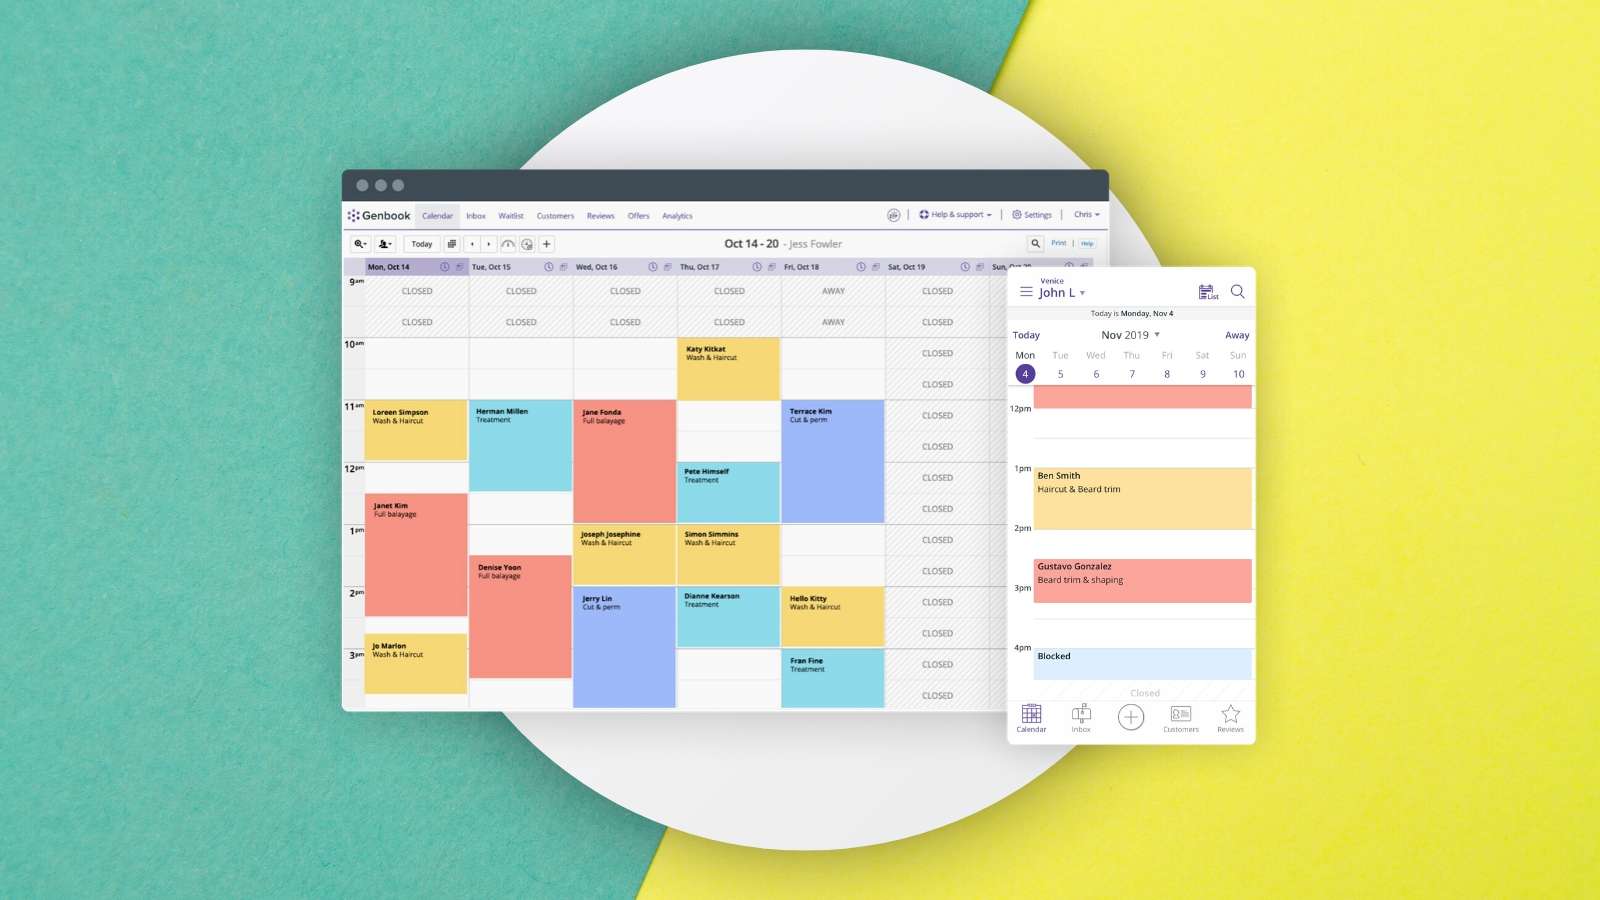 Genbook Calendar Inbox Waitlist Customers Reviews Offers Analytics Help & support Settings Chris
Today Oct 14 - 20 - Jess Fowler Print Help
Mon, Oct 14 Tue, Oct 15 Wed, Oct 16 Thu, Oct 17 Fri, Oct 18 Sat, Oct 19 Sun, Oct 20
9am CLOSED CLOSED CLOSED CLOSED AWAY CLOSED
CLOSED CLOSED CLOSED CLOSED AWAY CLOSED
10am Katy Kitkat CLOSED
Wash & Haircut
CLOSED
11am Loreen Simpson Herman Millen Jane Fonda Terrace Kim CLOSED
Wash & Haircut Treatment Full balayage Cut & perm
CLOSED
12pm Pete Himself CLOSED
Treatment
Janet Kim CLOSED
Full balayage
1pm Joseph Josephine Simon Simmins CLOSED
Wash & Haircut Wash & Haircut
Denise Yoon CLOSED
Full balayage
2pm Jerry Lin Dianne Kearson Hello Kitty CLOSED
Cut & perm Treatment Wash & Haircut
Jo Marlon CLOSED
Wash & Haircut
3pm Fran Fine CLOSED
Treatment
CLOSED
Venice
John L List
Today is Monday, Nov 4
Today Nov 2019 Away
Mon Tue Wed Thu Fri Sat Sun
4 5 6 7 8 9 10
12pm
1pm
Ben Smith
Haircut & Beard trim
2pm
Gustavo Gonzalez
Beard trim & shaping
3pm
4pm
Blocked
Closed
Calendar Inbox Customers Reviews